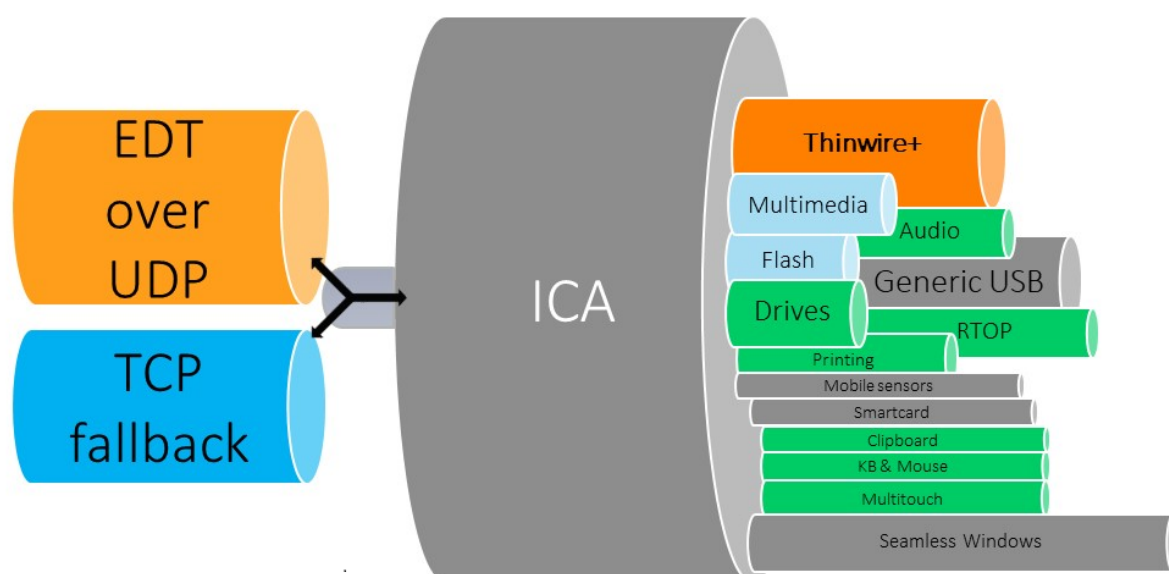 EDT
over
UDP
TCP
fallback
ICA
Thinwire+
Multimedia
Audio
Flash
Generic USB
Drives
RTOP
Printing
Mobile sensors
Smartcard
Clipboard
KB & Mouse
Multitouch
Seamless Windows